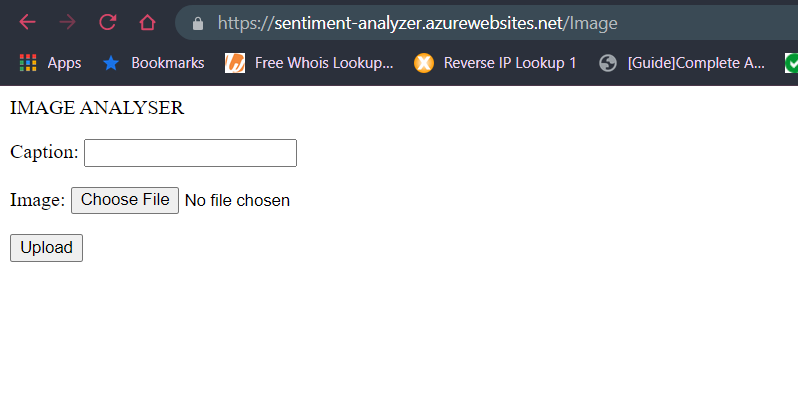 https://sentiment-analyzer.azurewebsites.net/Image
Apps Bookmarks Free Whois Lookup... Reverse IP Lookup 1 [Guide]Complete A...
IMAGE ANALYSER
Caption:
Image: Choose File No file chosen
Upload